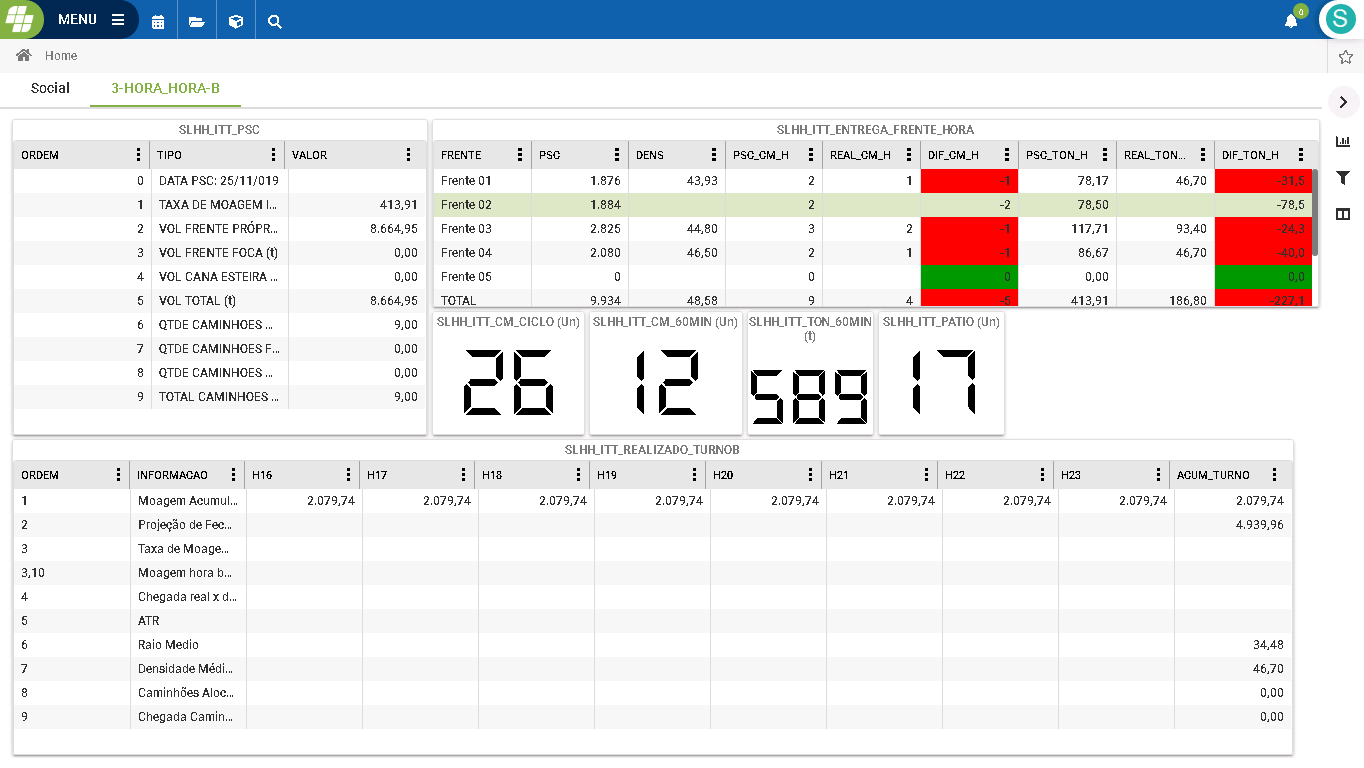 MENU
0
S
Home
Social 3-HORA_HORA-B
SLHH_ITT_PSC
ORDEM TIPO VALOR
0 DATA PSC: 25/11/019
1 TAXA DE MOAGEM I... 413,91
2 VOL FRENTE PRÓPR... 8.664,95
3 VOL FRENTE FOCA (t) 0,00
4 VOL CANA ESTEIRA ... 0,00
5 VOL TOTAL (t) 8.664,95
6 QTDE CAMINHOES ... 9,00
7 QTDE CAMINHOES F... 0,00
8 QTDE CAMINHOES ... 0,00
9 TOTAL CAMINHOES ... 9,00
SLHH_ITT_ENTREGA_FRENTE_HORA
FRENTE PSC DENS PSC_CM_H REAL_CM_H DIF_CM_H PSC_TON_H REAL_TON... DIF_TON_H
Frente 01 1.876 43,93 2 1 -1 78,17 46,70 -31,5
Frente 02 1.884 2 -2 78,50 -78,5
Frente 03 2.825 44,80 3 2 -1 117,71 93,40 -24,3
Frente 04 2.080 46,50 2 1 -1 86,67 46,70 -40,0
Frente 05 0 0 0 0,00 0,0
TOTAL 9.934 48,58 9 4 -5 413,91 186,80 -227,1
SLHH_ITT_CM_CICLO (Un)
26
SLHH_ITT_CM_60MIN (Un)
12
SLHH_ITT_TON_60MIN
(t)
589
SLHH_ITT_PATIO (Un)
17
SLHH_ITT_REALIZADO_TURNOB
ORDEM INFORMACAO H16 H17 H18 H19 H20 H21 H22 H23 ACUM_TURNO
1 Moagem Acumul... 2.079,74 2.079,74 2.079,74 2.079,74 2.079,74 2.079,74 2.079,74 2.079,74 2.079,74
2 Projeção de Fec... 4.939,96
3 Taxa de Moage...
3,10 Moagem hora b...
4 Chegada real x d...
5 ATR
6 Raio Medio 34,48
7 Densidade Médi... 46,70
8 Caminhões Aloc... 0,00
9 Chegada Camin... 0,00